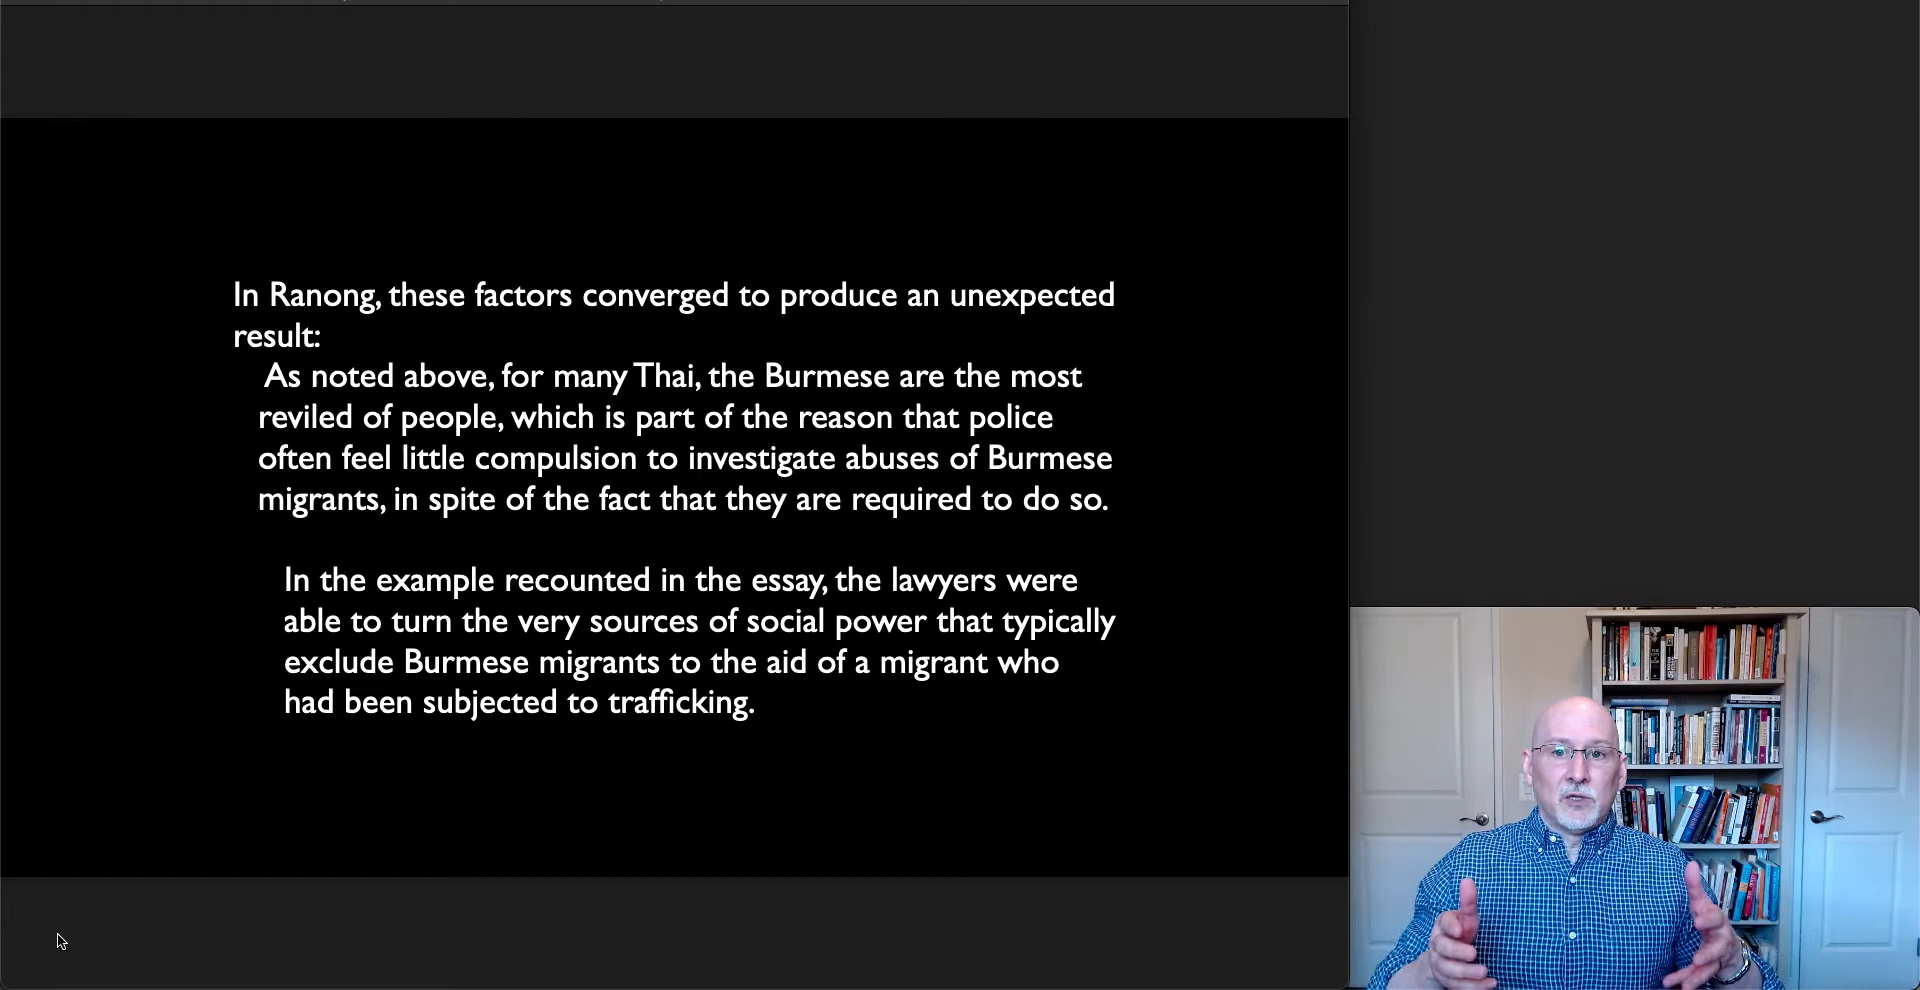 In Ranong, these factors converged to produce an unexpected
result:
As noted above, for many Thai, the Burmese are the most
reviled of people, which is part of the reason that police
often feel little compulsion to investigate abuses of Burmese
migrants, in spite of the fact that they are required to do so.
In the example recounted in the essay, the lawyers were
able to turn the very sources of social power that typically
exclude Burmese migrants to the aid of a migrant who
had been subjected to trafficking.